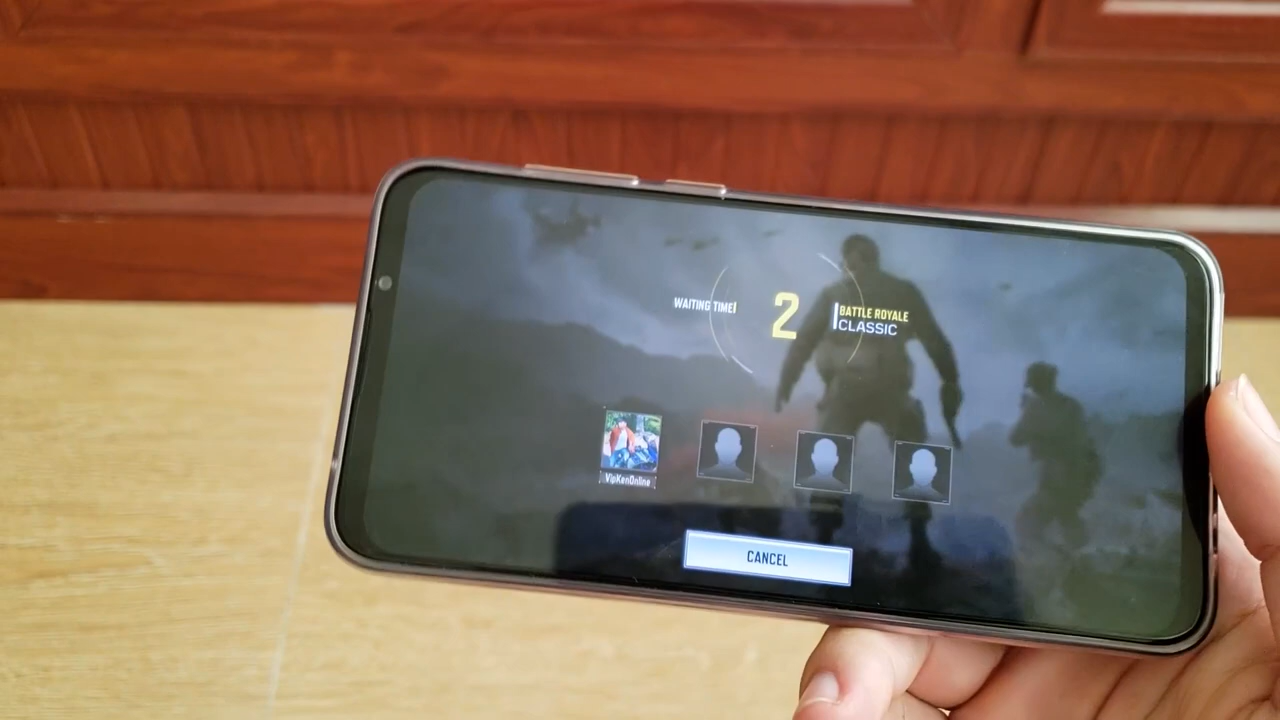 WAITING TIME
2
BATTLE ROYALE
CLASSIC
VipKenOnline
CANCEL